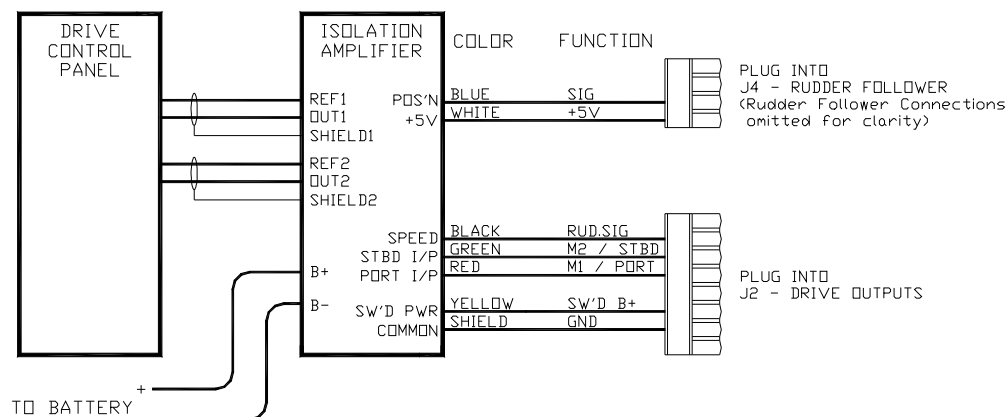 DRIVE
CONTROL
PANEL
ISOLATION
AMPLIFIER
COLOR FUNCTION
REF1
OUT1
SHIELD1
REF2
OUT2
SHIELD2
B+
B-
POS'N BLUE SIG
+5V WHITE +5V
PLUG INTO
J4 - RUDDER FOLLOWER
(Rudder Follower Connections
omitted for clarity)
SPEED BLACK RUD.SIG
STBD I/P GREEN M2 / STBD
PORT I/P RED M1 / PORT
SW'D PWR YELLOW SW'D B+
COMMON SHIELD GND
PLUG INTO
J2 - DRIVE OUTPUTS
+
TO BATTERY